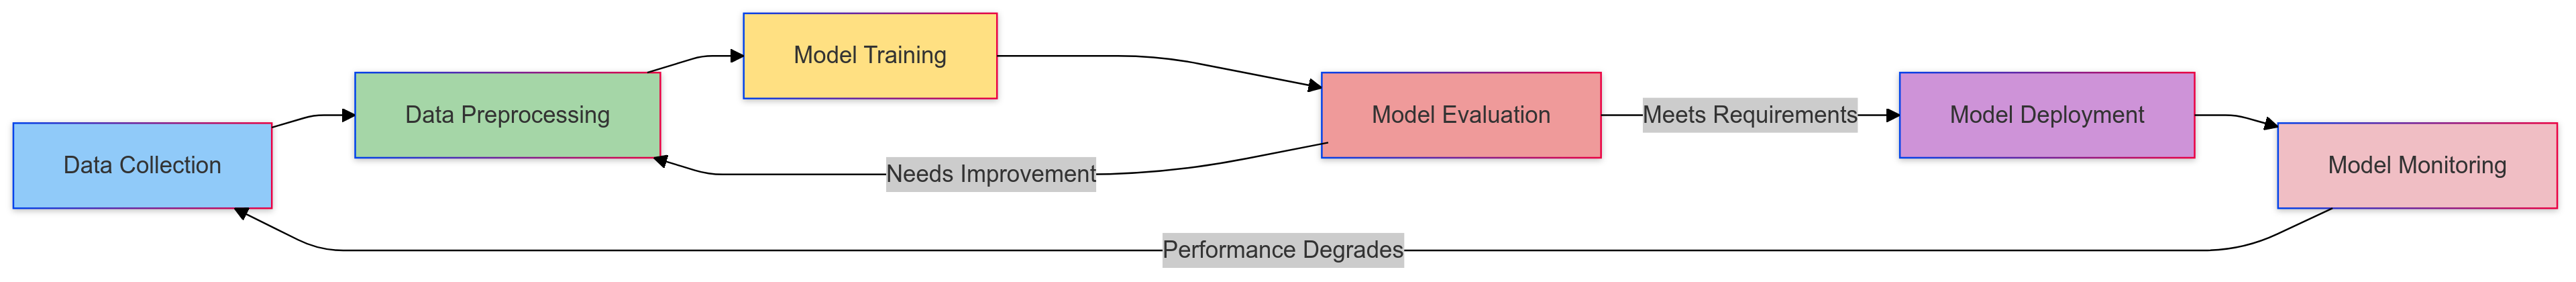 Model Training
Data Preprocessing
Model Evaluation
Meets Requirements
Model Deployment
Data Collection
Needs Improvement
Model Monitoring
Performance Degrades